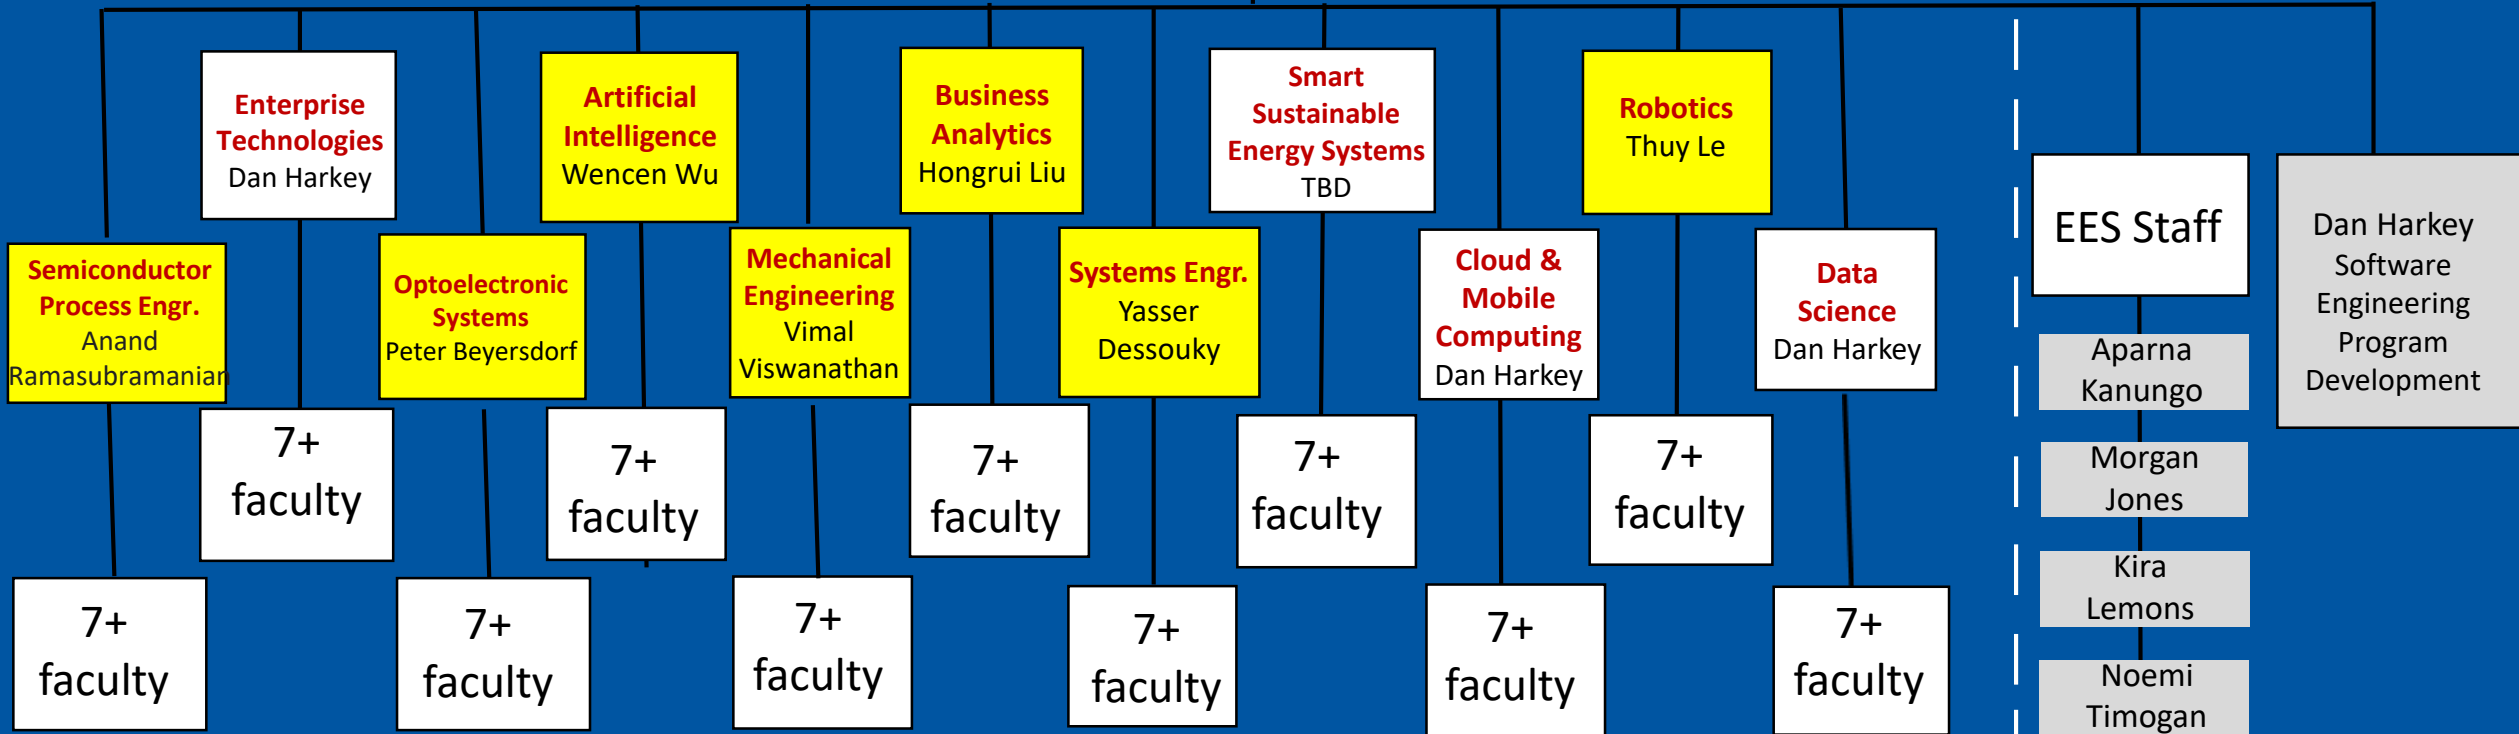 Enterprise
Technologies
Dan Harkey
Artificial
Intelligence
Wencen Wu
Business
Analytics
Hongrui Liu
Smart
Sustainable
Energy Systems
TBD
Robotics
Thuy Le
Semiconductor
Process Engr.
Anand
Ramasubramanian
Optoelectronic
Systems
Peter Beyersdorf
Mechanical
Engineering
Vimal
Viswanathan
Systems Engr.
Yasser
Dessouky
Cloud &
Mobile
Computing
Dan Harkey
Data
Science
Dan Harkey
EES Staff
Dan Harkey
Software
Engineering
Program
Development
7+
faculty
7+
faculty
7+
faculty
7+
faculty
7+
faculty
7+
faculty
7+
faculty
7+
faculty
7+
faculty
7+
faculty
7+
faculty
Aparna
Kanungo
Morgan
Jones
Kira
Lemons
Noemi
Timogan